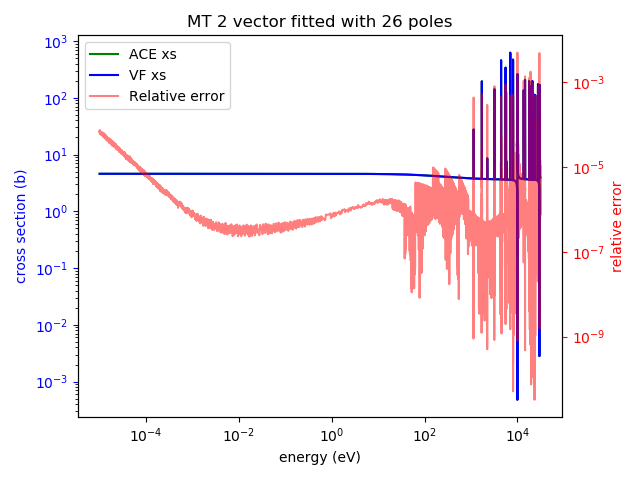 MT 2 vector fitted with 26 poles
ACE xs
VF xs
Relative error
cross section (b)
10³
10²
10¹
10⁰
10⁻¹
10⁻²
10⁻³
10⁻³
10⁻⁵
10⁻⁷
10⁻⁹
relative error
10⁻⁴
10⁻²
10⁰
10²
10⁴
energy (eV)